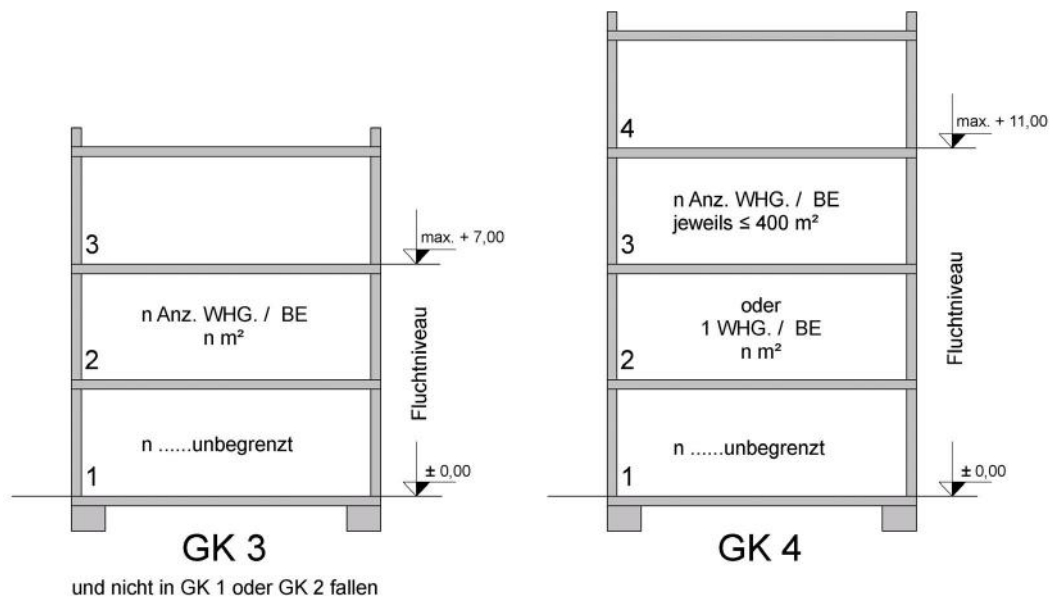 3
max. + 7,00
n Anz. WHG. / BE
n m²
2
Fluchtniveau
n ......unbegrenzt
1
± 0,00
GK 3
und nicht in GK 1 oder GK 2 fallen
4
max. + 11,00
n Anz. WHG. / BE
jeweils ≤ 400 m²
3
Fluchtniveau
oder
1 WHG. / BE
n m²
2
n ......unbegrenzt
1
± 0,00
GK 4